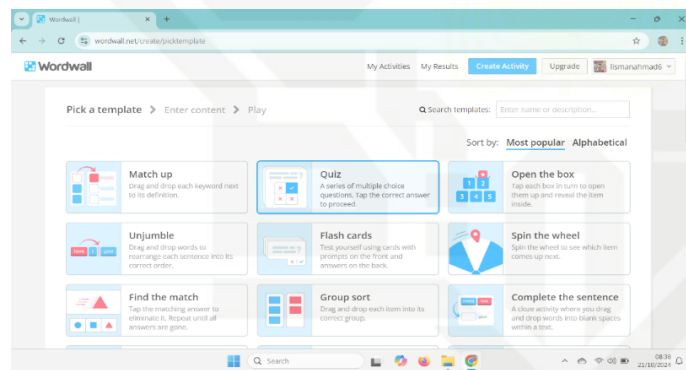 Wordwall |
wordwall.net/create/picktemplate
Wordwall
My Activities My Results Create Activity Upgrade lismanahmad6
Pick a template > Enter content > Play
Search templates: Enter name or description...
Sort by: Most popular Alphabetical
Match up
Drag and drop each keyword next
to its definition.
Quiz
A series of multiple choice
questions. Tap the correct answer
to proceed.
Open the box
Tap each box in turn to open
them up and reveal the item
inside.
Unjumble
Drag and drop words to
rearrange each sentence into its
correct order.
Flash cards
Test yourself using cards with
prompts on the front and
answers on the back.
Spin the wheel
Spin the wheel to see which item
comes up next.
Find the match
Tap the matching answer to
eliminate it. Repeat until all
answers are gone.
Group sort
Drag and drop each item into its
correct group.
Complete the sentence
A cloze activity where you drag
and drop words into blank spaces
within a text.
Search
08:38
21/10/2024